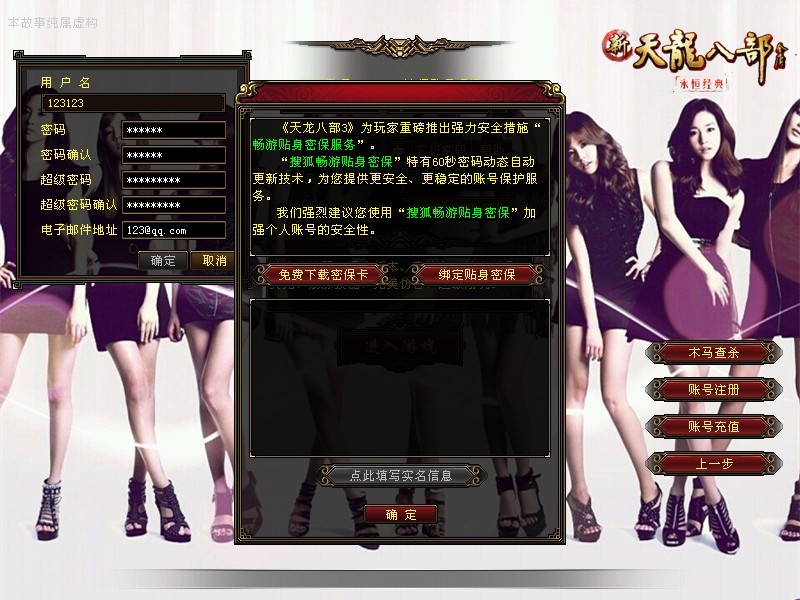 本故事纯属虚构
新天龍八部
永恒经典
用 户 名
123123
密码
******
密码确认
******
超级密码
*********
超级密码确认
*********
电子邮件地址
123@qq.com
确定
取消
《天龙八部3》为玩家重磅推出强力安全措施“
畅游贴身密保服务”。
“搜狐畅游贴身密保”特有60秒密码动态自动
更新技术，为您提供更安全、更稳定的账号保护服
务。
我们强烈建议您使用“搜狐畅游贴身密保”加
强个人账号的安全性。
免费下载密保卡
绑定贴身密保
进入游戏
点此填写实名信息
确 定
木马查杀
账号注册
账号充值
上一步